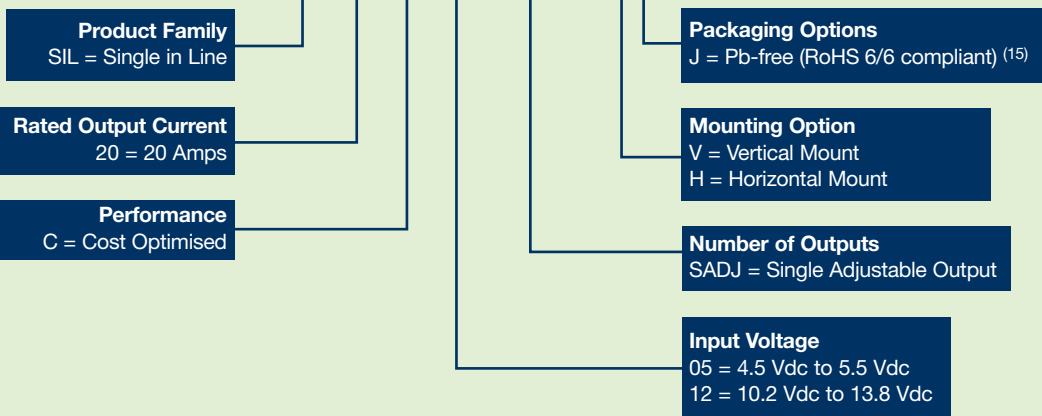 Product Family
SIL = Single in Line
Rated Output Current
20 = 20 Amps
Performance
C = Cost Optimised
Packaging Options
J = Pb-free (RoHS 6/6 compliant) (15)
Mounting Option
V = Vertical Mount
H = Horizontal Mount
Number of Outputs
SADJ = Single Adjustable Output
Input Voltage
05 = 4.5 Vdc to 5.5 Vdc
12 = 10.2 Vdc to 13.8 Vdc